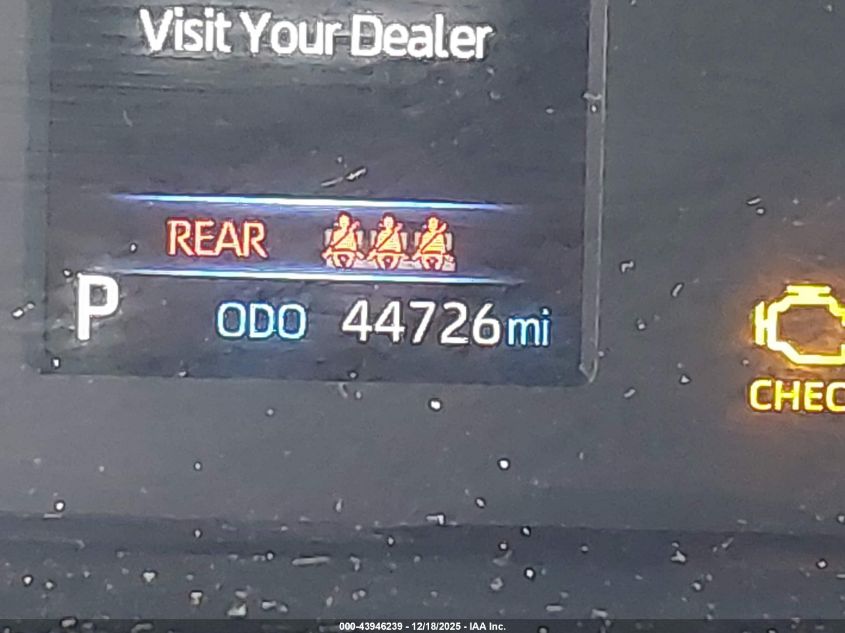 Visit Your Dealer
REAR
P ODO 44726mi
CHEC
000-43946239 - 12/18/2025 - IAA Inc.